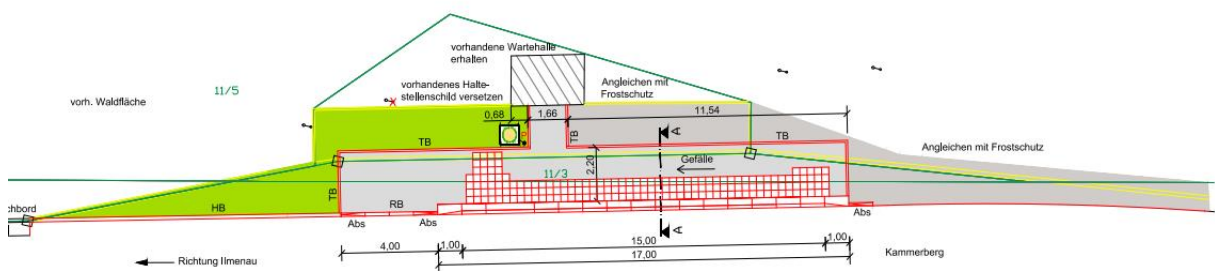 vorhandene Wartehalle
erhalten
vorhandenes Halte-
stellenschild versetzen
Angleichen mit
Frostschutz
11/5
vorh. Waldfläche
0,68
1,66
11,54
TB
TB
TB
A
Gefälle
Angleichen mit Frostschutz
2,20
11/3
TB
HB
RB
chbord
Abs
Abs
Abs
A
4,00
1,00
15,00
1,00
17,00
Richtung Ilmenau
Kammerberg